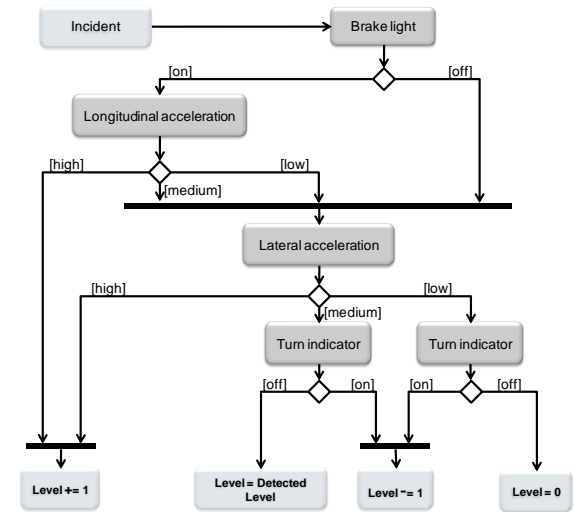 Incident
Brake light
[on]
[off]
Longitudinal acceleration
[high]
[low]
[medium]
Lateral acceleration
[high]
[low]
[medium]
Turn indicator
Turn indicator
[off]
[on]
[on]
[off]
Level += 1
Level = Detected
Level
Level -= 1
Level = 0